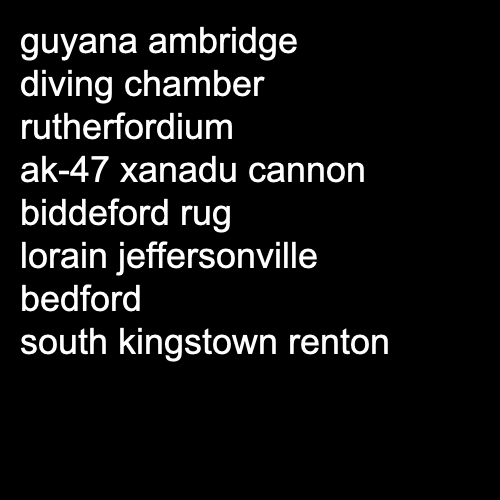 guyana ambridge
diving chamber
rutherfordium
ak-47 xanadu cannon
biddeford rug
lorain jeffersonville
bedford
south kingstown renton